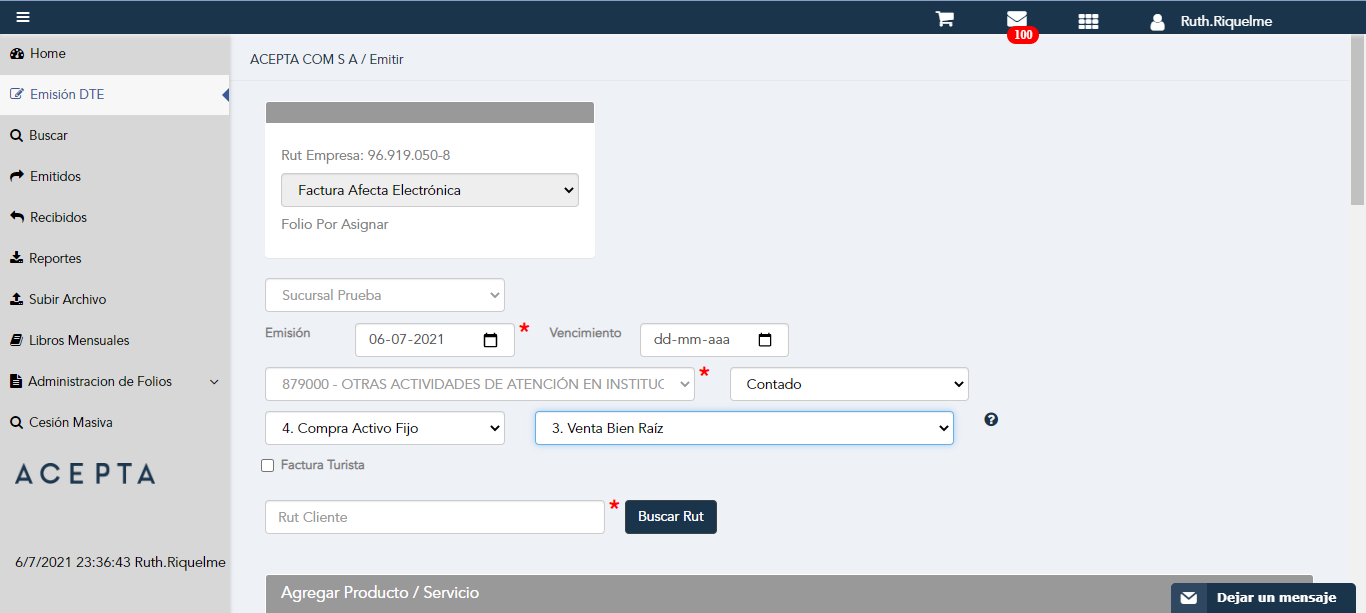 Ruth.Riquelme
100
Home
Emisión DTE
Buscar
Emitidos
Recibidos
Reportes
Subir Archivo
Libros Mensuales
Administracion de Folios
Cesión Masiva
ACEPTA
6/7/2021 23:36:43 Ruth.Riquelme
ACEPTA COM S A / Emitir
Rut Empresa: 96.919.050-8
Factura Afecta Electrónica
Folio Por Asignar
Sucursal Prueba
Emisión 06-07-2021 * Vencimiento dd-mm-aaa
879000 - OTRAS ACTIVIDADES DE ATENCIÓN EN INSTITUC * Contado
4. Compra Activo Fijo 3. Venta Bien Raíz ?
Factura Turista
Rut Cliente * Buscar Rut
Agregar Producto / Servicio
Dejar un mensaje